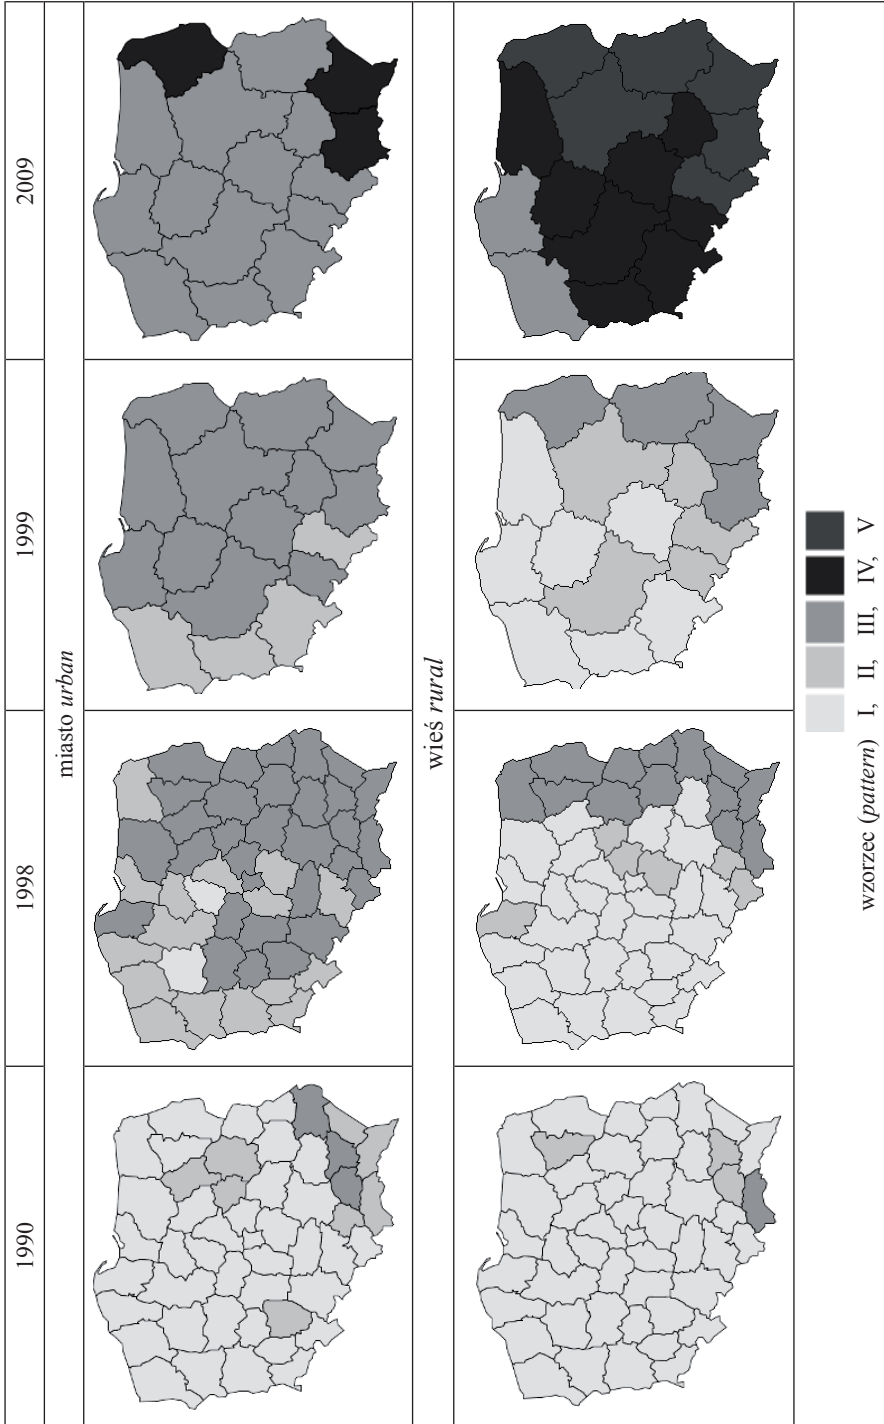 1990
1998
1999
2009
miasto urban
wieś rural
I, II, III, IV, V
wzorzec (pattern)